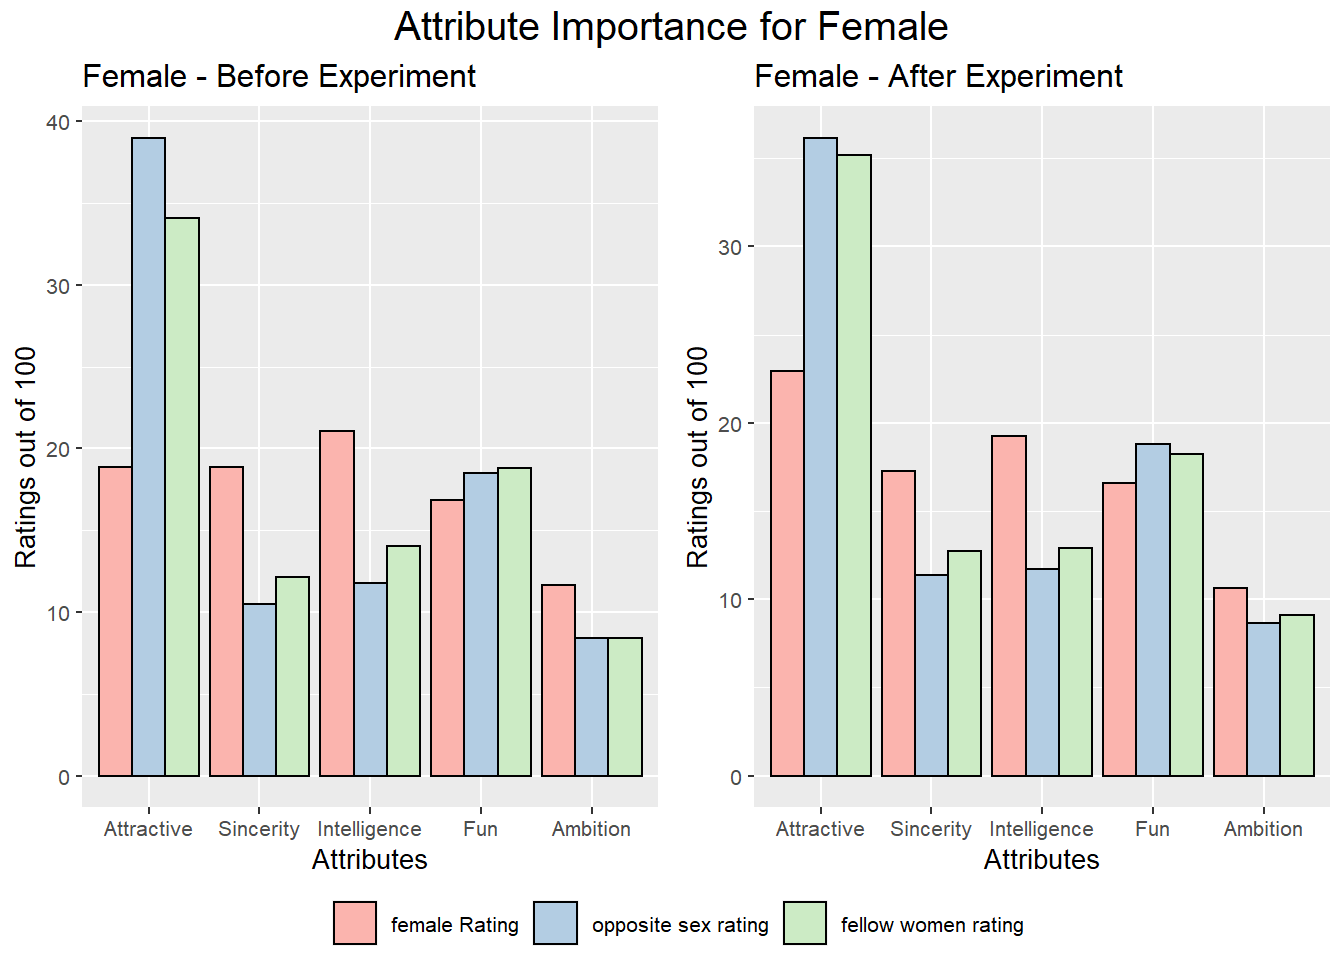 Attribute Importance for Female
Female - Before Experiment
Ratings out of 100
40
30
20
10
0
Attractive Sincerity Intelligence Fun Ambition
Attributes
Female - After Experiment
Ratings out of 100
30
20
10
0
Attractive Sincerity Intelligence Fun Ambition
Attributes
female Rating opposite sex rating fellow women rating